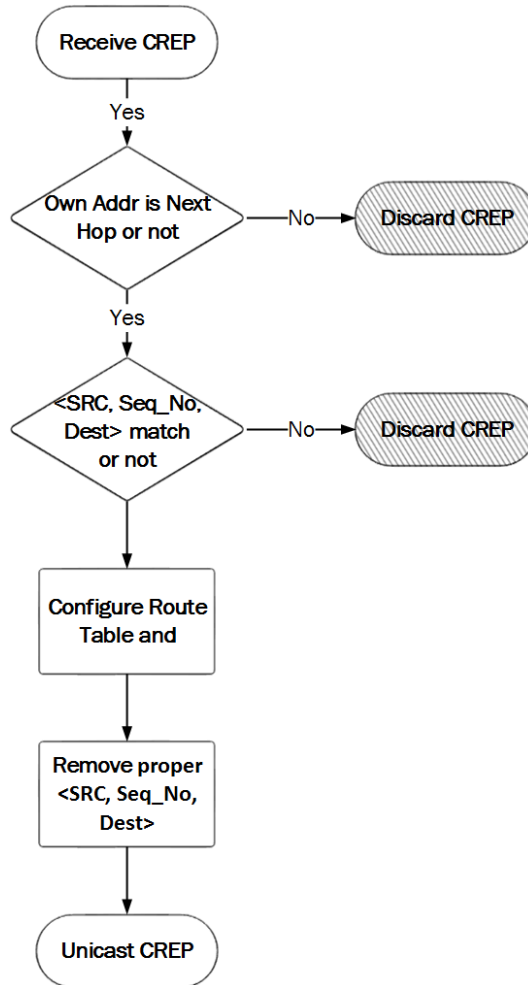 Receive CREP
Yes
Own Addr is Next
Hop or not
No
Discard CREP
Yes
<SRC, Seq_No,
Dest> match
or not
No
Discard CREP
Configure Route
Table and
Remove proper
<SRC, Seq_No,
Dest>
Unicast CREP